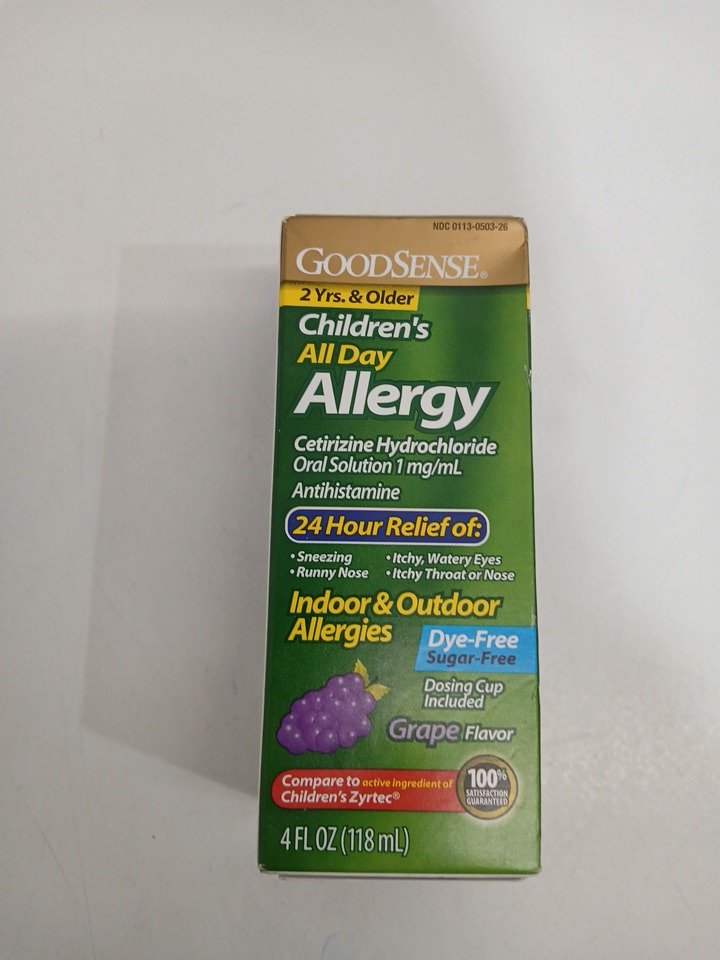 NDC 0113-0503-26
GOODSENSE®
2 Yrs. & Older
Children's
All Day
Allergy
Cetirizine Hydrochloride
Oral Solution 1 mg/mL
Antihistamine
24 Hour Relief of:
• Sneezing • Itchy, Watery Eyes
• Runny Nose • Itchy Throat or Nose
Indoor & Outdoor
Allergies
Dye-Free
Sugar-Free
Dosing Cup
Included
Grape Flavor
Compare to active ingredient of
Children's Zyrtec®
100%
SATISFACTION
GUARANTEED
4 FL OZ (118 mL)